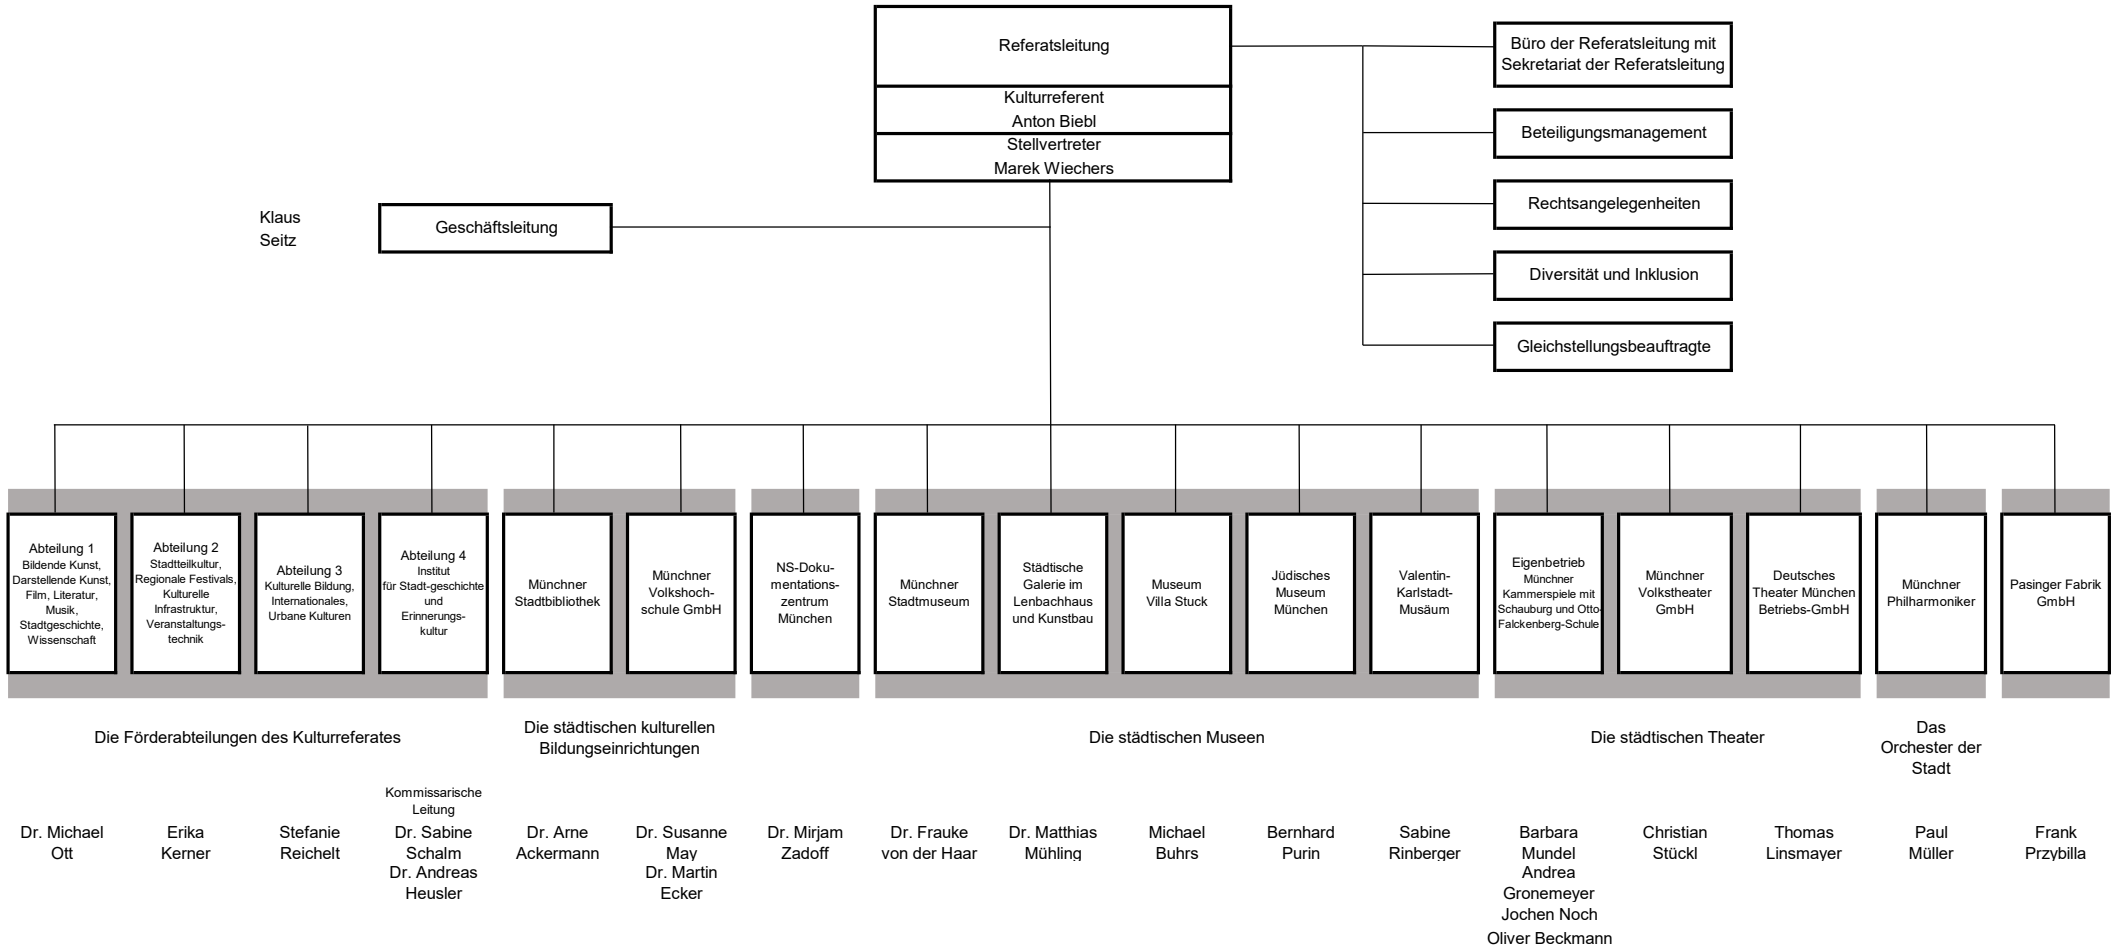 Referatsleitung
Kulturreferent
Anton Biebl
Stellvertreter
Marek Wiechers
Büro der Referatsleitung mit
Sekretariat der Referatsleitung
Beteiligungsmanagement
Rechtsangelegenheiten
Diversität und Inklusion
Gleichstellungsbeauftragte
Klaus
Seitz
Geschäftsleitung
Abteilung 1
Bildende Kunst,
Darstellende Kunst,
Film, Literatur,
Musik,
Stadtgeschichte,
Wissenschaft
Abteilung 2
Stadtteilkultur,
Regionale Festivals,
Kulturelle
Infrastruktur,
Veranstaltungs-
technik
Abteilung 3
Kulturelle Bildung,
Internationales,
Urbane Kulturen
Abteilung 4
Institut
für Stadt-geschichte
und
Erinnerungs-
kultur
Münchner
Stadtbibliothek
Münchner
Volkshoch-
schule GmbH
NS-Doku-
mentations-
zentrum
München
Münchner
Stadtmuseum
Städtische
Galerie im
Lenbachhaus
und Kunstbau
Museum
Villa Stuck
Jüdisches
Museum
München
Valentin-
Karlstadt-
Musäum
Eigenbetrieb
Münchner
Kammerspiele mit
Schauburg und Otto-
Falckenberg-Schule
Münchner
Volkstheater
GmbH
Deutsches
Theater München
Betriebs-GmbH
Münchner
Philharmoniker
Pasinger Fabrik
GmbH
Die Förderabteilungen des Kulturreferates
Die städtischen kulturellen
Bildungseinrichtungen
Die städtischen Museen
Die städtischen Theater
Das
Orchester der
Stadt
Dr. Michael
Ott
Erika
Kerner
Stefanie
Reichelt
Kommissarische
Leitung
Dr. Sabine
Schalm
Dr. Andreas
Heusler
Dr. Arne
Ackermann
Dr. Susanne
May
Dr. Martin
Ecker
Dr. Mirjam
Zadoff
Dr. Frauke
von der Haar
Dr. Matthias
Mühling
Michael
Buhrs
Bernhard
Purin
Sabine
Rinberger
Barbara
Mundel
Andrea
Gronemeyer
Jochen Noch
Oliver Beckmann
Christian
Stückl
Thomas
Linsmayer
Paul
Müller
Frank
Przybilla